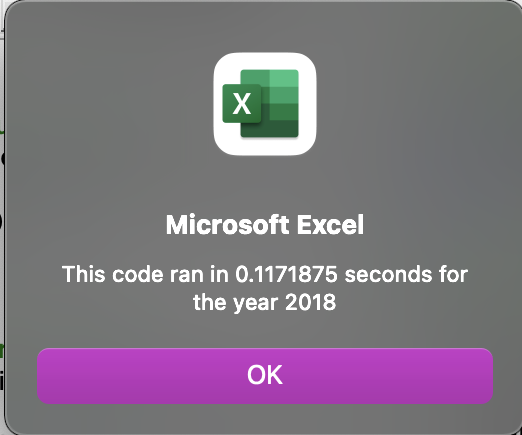 X
Microsoft Excel
This code ran in 0.1171875 seconds for
the year 2018
OK